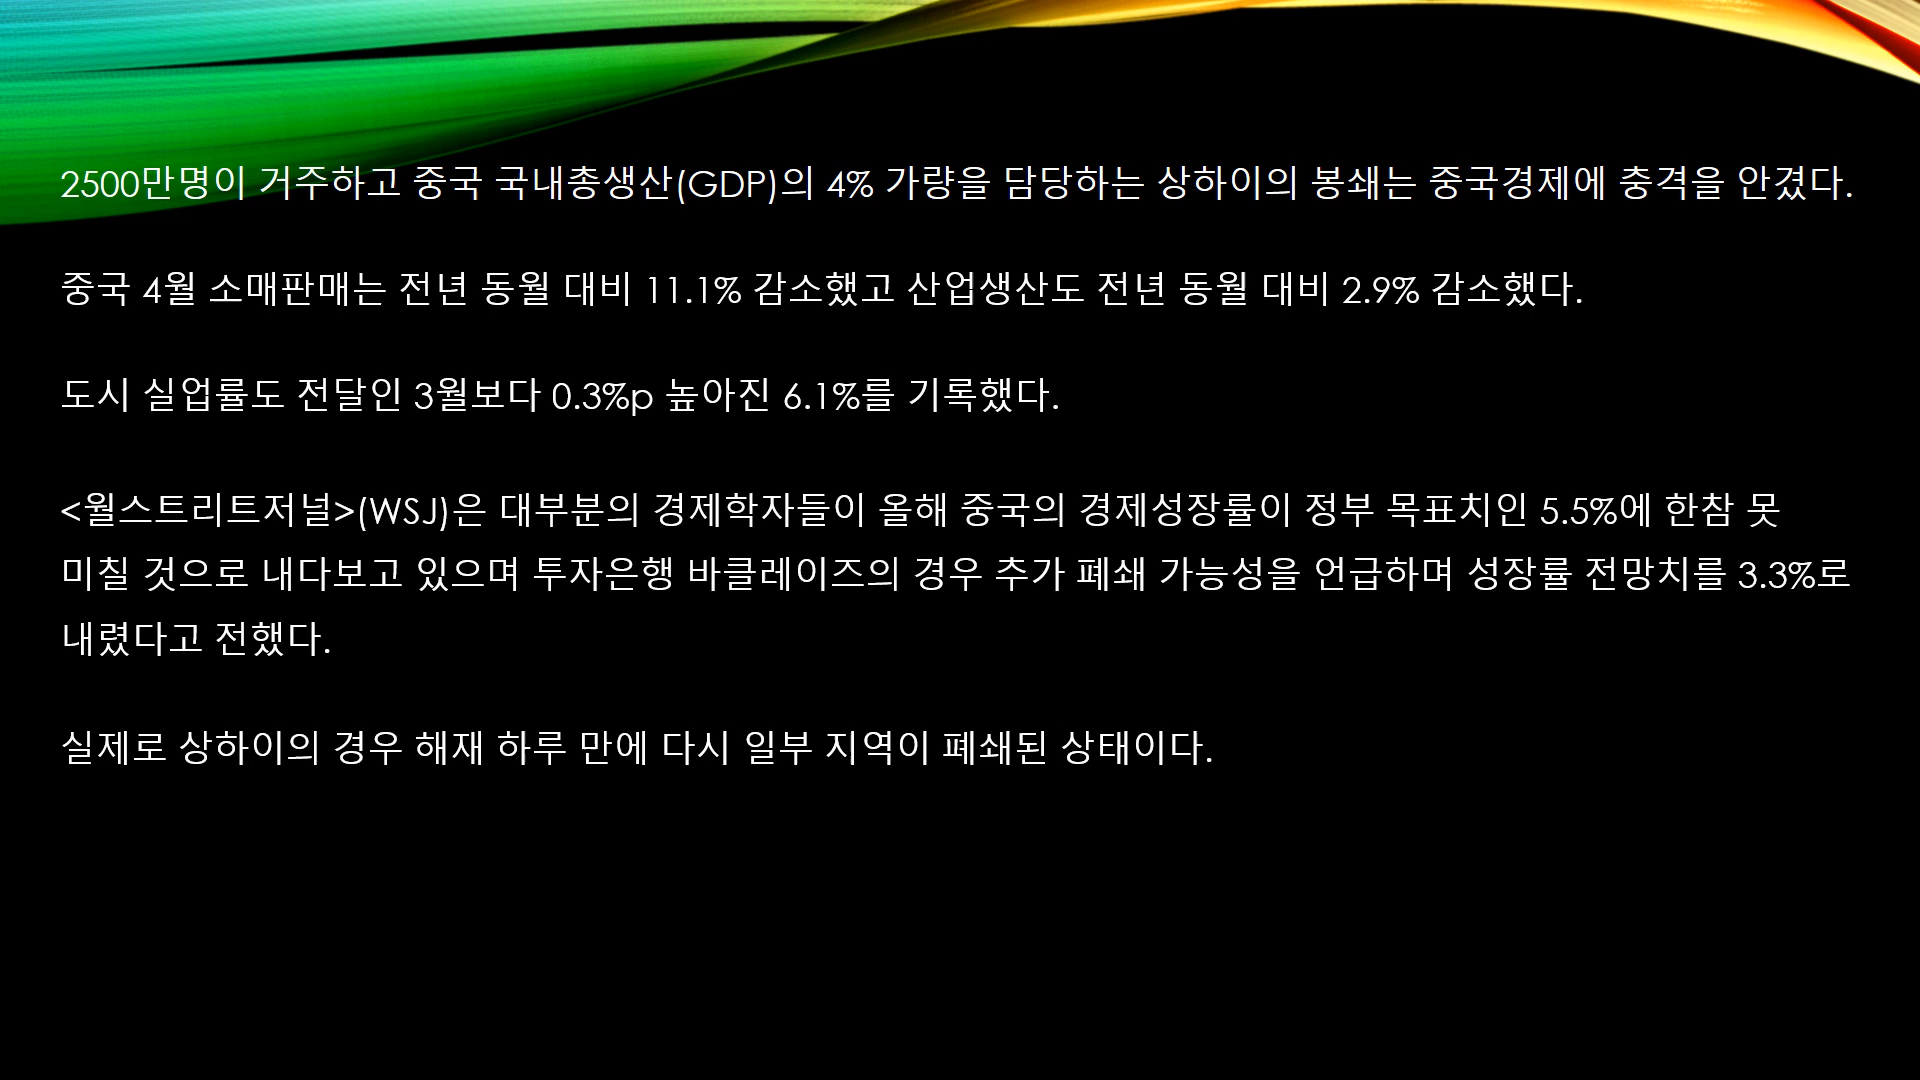 2500만명이 거주하고 중국 국내총생산(GDP)의 4% 가량을 담당하는 상하이의 봉쇄는 중국경제에 충격을 안겼다.
중국 4월 소매판매는 전년 동월 대비 11.1% 감소했고 산업생산도 전년 동월 대비 2.9% 감소했다.
도시 실업률도 전달인 3월보다 0.3%p 높아진 6.1%를 기록했다.
<월스트리트저널>(WSJ)은 대부분의 경제학자들이 올해 중국의 경제성장률이 정부 목표치인 5.5%에 한참 못
미칠 것으로 내다보고 있으며 투자은행 바클레이즈의 경우 추가 폐쇄 가능성을 언급하며 성장률 전망치를 3.3%로
내렸다고 전했다.
실제로 상하이의 경우 해재 하루 만에 다시 일부 지역이 폐쇄된 상태이다.